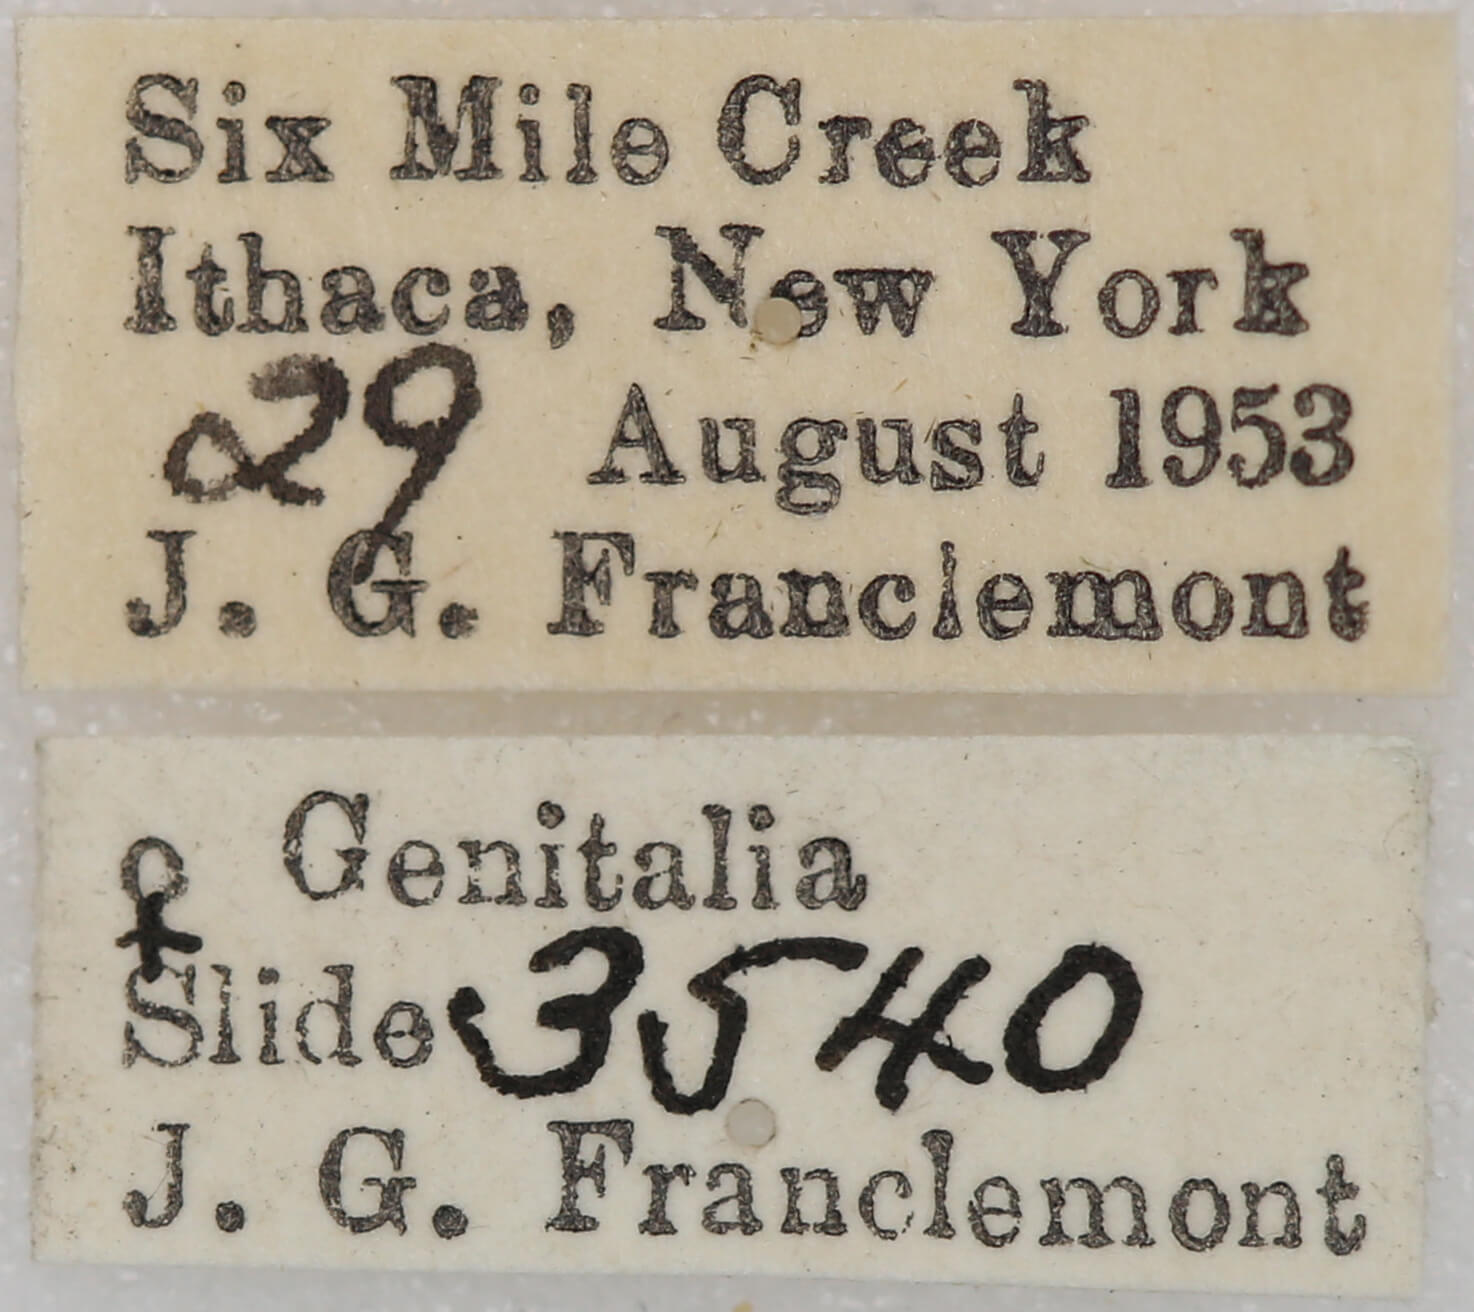 Six Mile Creek
Ithaca, New York
29 August 1953
J. G. Franclemont
♀ Genitalia
Slide 3540
J. G. Franclemont